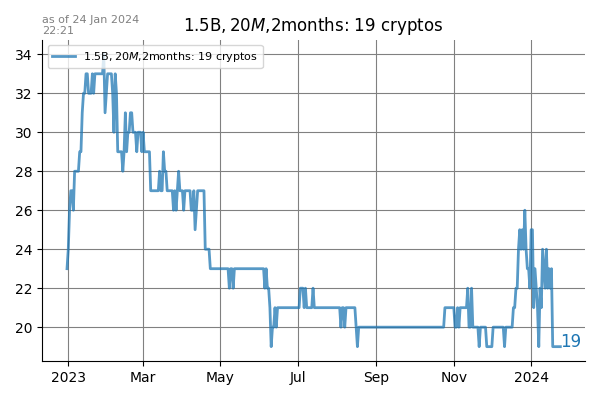 as of 24 Jan 2024
22:21
1.5B, 20M,2months: 19 cryptos
1.5B, 20M,2months: 19 cryptos
34
32
30
28
26
24
22
20
19
2023
Mar
May
Jul
Sep
Nov
2024